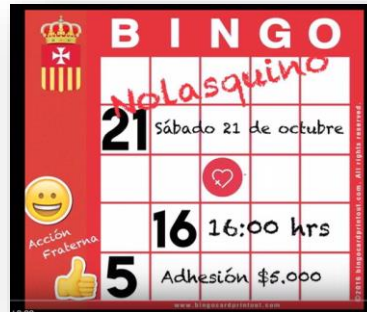 BINGO
Nolasquino
21 Sábado 21 de octubre
16 16:00 hrs
Acción
Fraterna
5 Adhesión $5.000
www.bingocardprintout.com
©2016 bingocardprintout.com. All rights reserved.